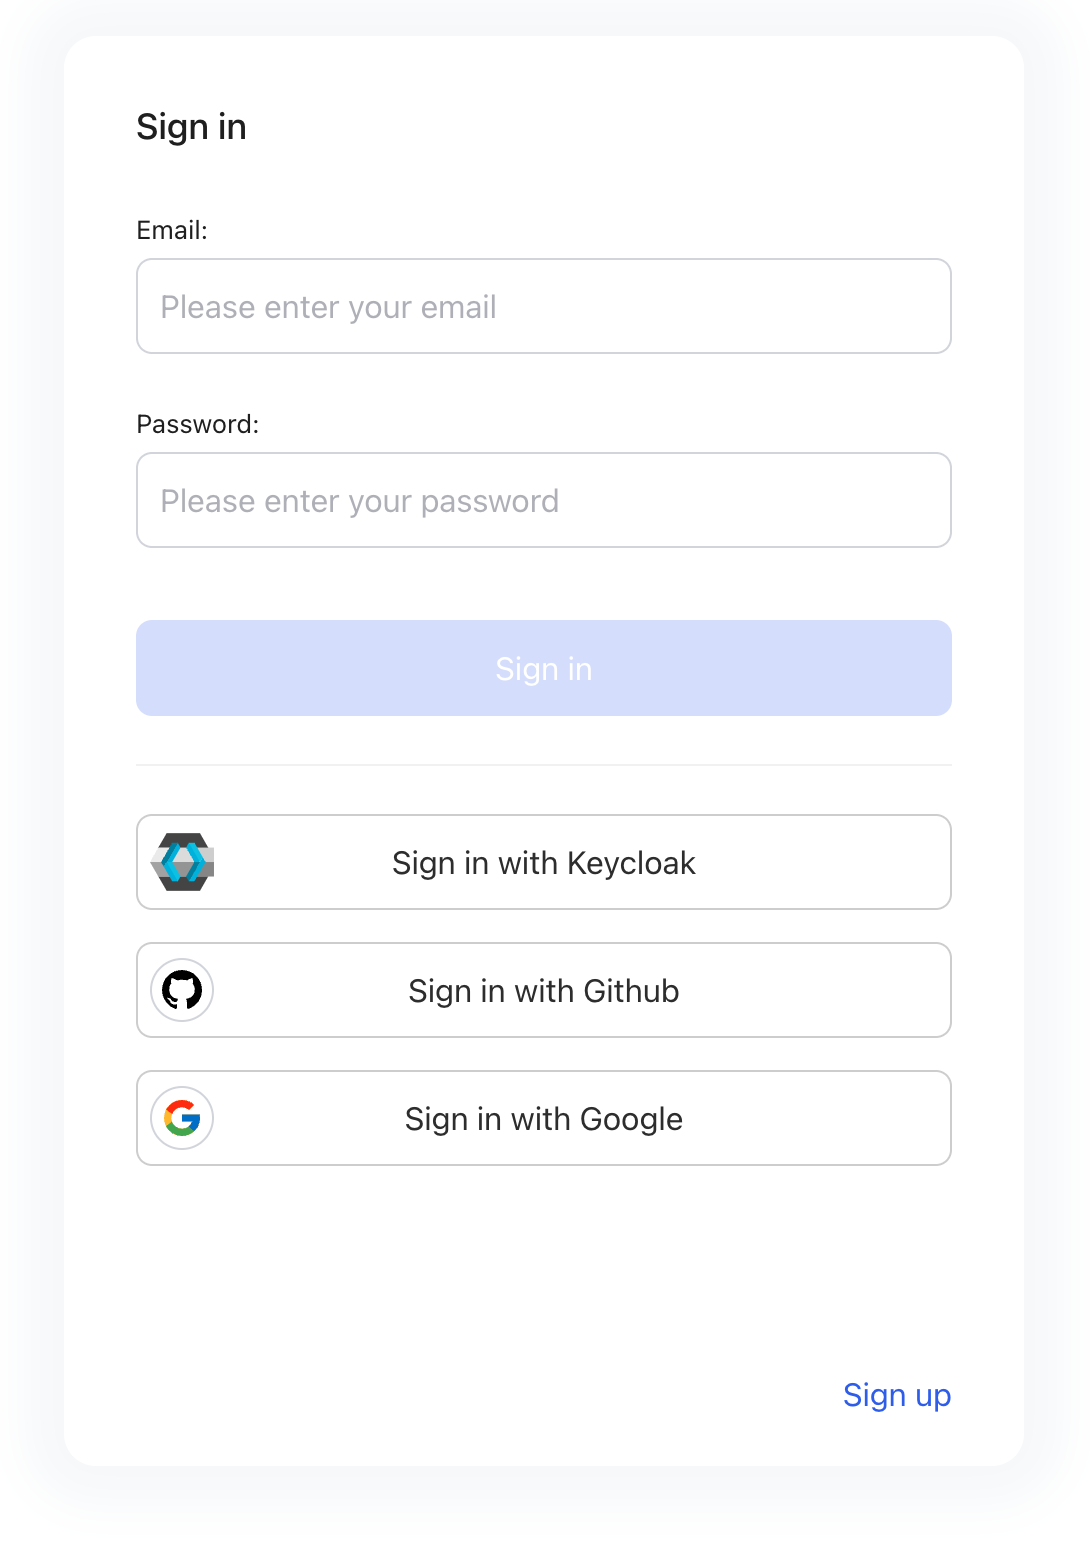 Sign in
Email:
Please enter your email
Password:
Please enter your password
Sign in
Sign in with Keycloak
Sign in with Github
Sign in with Google
Sign up